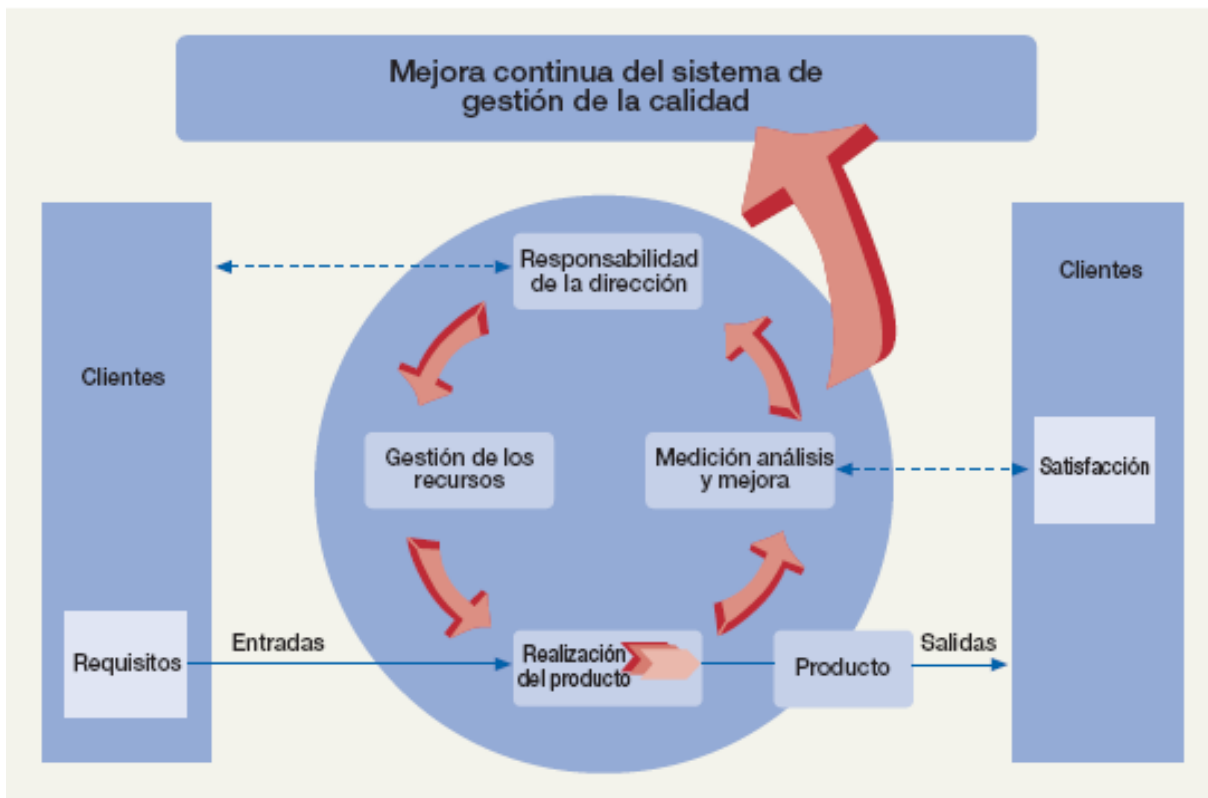 Mejora continua del sistema de
gestión de la calidad
Responsabilidad
de la dirección
Clientes
Clientes
Gestión de los
recursos
Medición análisis
y mejora
Satisfacción
Requisitos
Entradas
Realización
del producto
Producto
Salidas